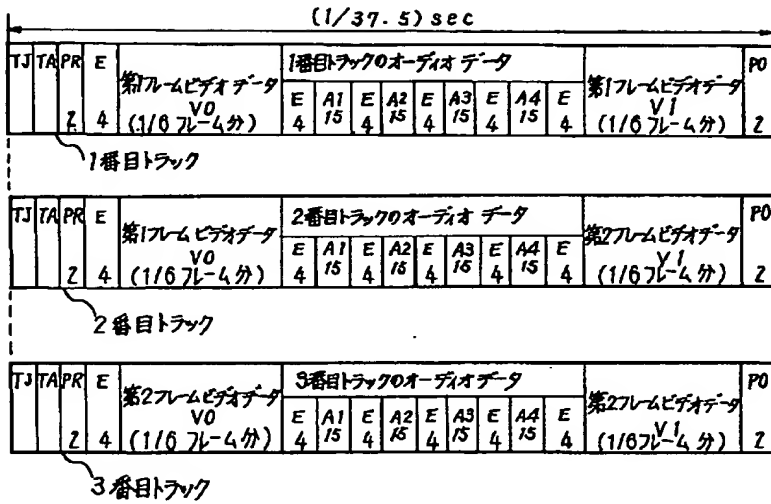 (1/37.5) sec
TJ TA PR E 1番目トラックのオーディオデータ PO
第1フレームビデオデータ 第1フレームビデオデータ
V0 E A1 E A2 E A3 E A4 E V1
2 4 (1/6フレーム分) 4 15 4 15 4 15 4 15 4 (1/6フレーム分) 2
1番目トラック
TJ TA PR E 2番目トラックのオーディオデータ PO
第1フレームビデオデータ 第2フレームビデオデータ
V0 E A1 E A2 E A3 E A4 E V1
2 4 (1/6フレーム分) 4 15 4 15 4 15 4 15 4 (1/6フレーム分) 2
2番目トラック
TJ TA PR E 3番目トラックのオーディオデータ PO
第2フレームビデオデータ 第2フレームビデオデータ
V0 E A1 E A2 E A3 E A4 E V1
2 4 (1/6フレーム分) 4 15 4 15 4 15 4 15 4 (1/6フレーム分) 2
3番目トラック